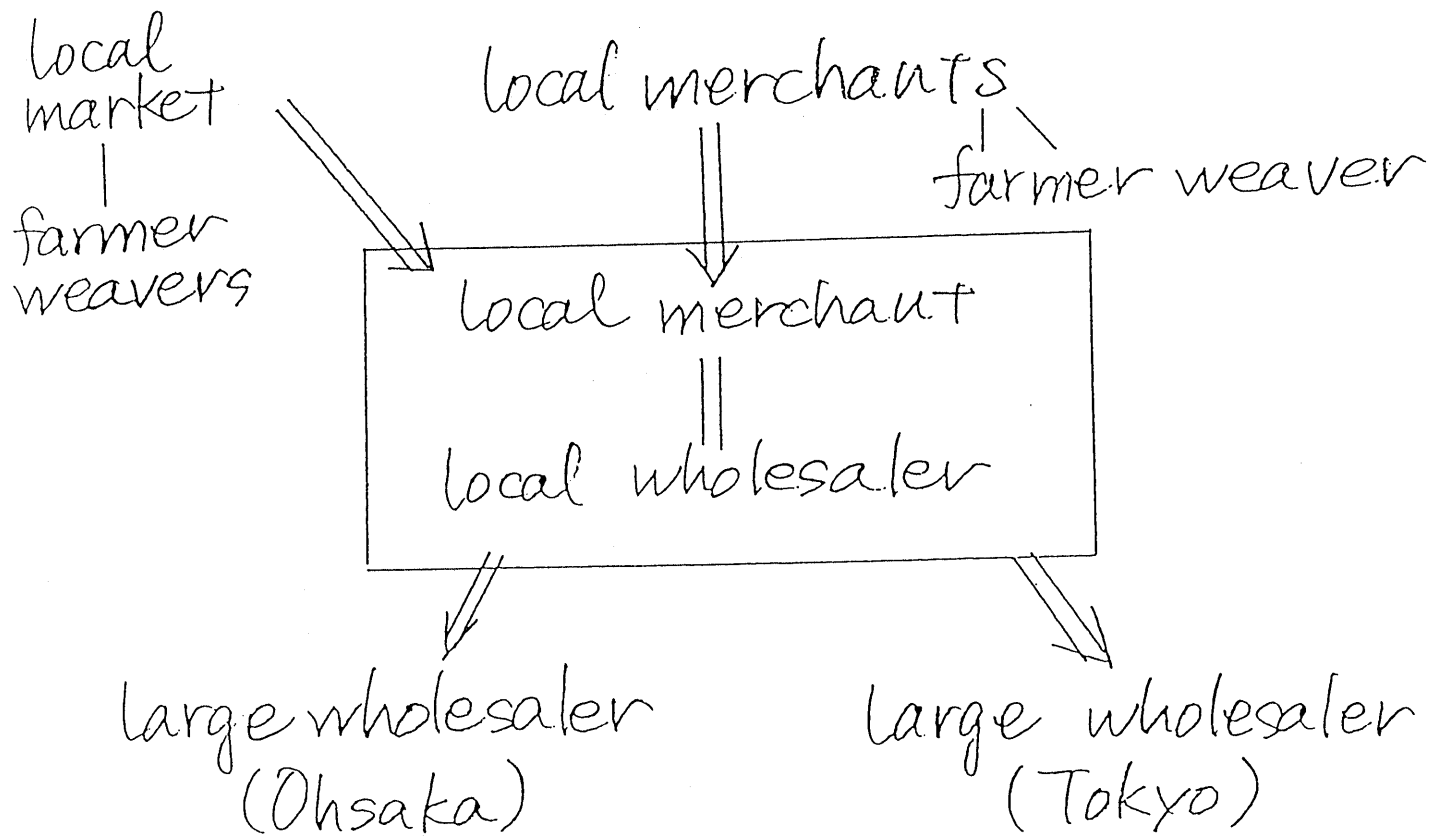 local
market
farmer
weavers
local merchants
farmer weaver
local merchant
local wholesaler
large wholesaler
(Ohsaka)
large wholesaler
(Tokyo)